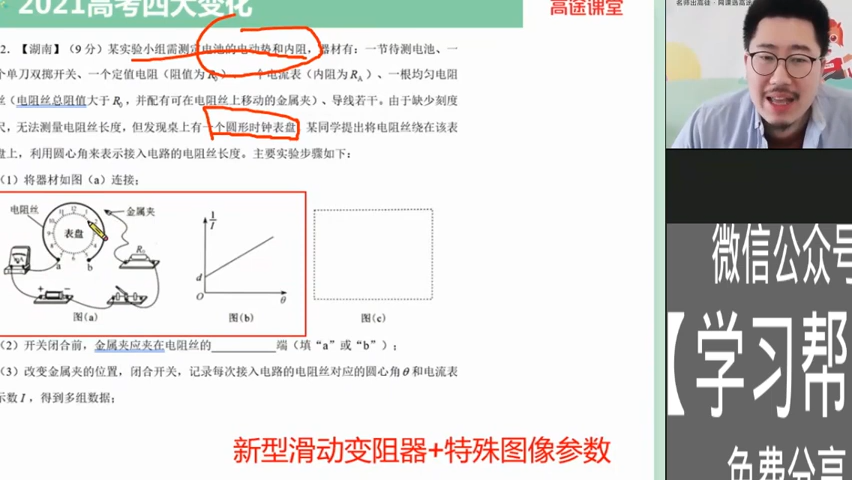 2021高考四大变化
高途课堂
名师出高徒·网课选高途
2.【湖南】(9 分)某实验小组需测定电池的电动势和内阻,器材有:一节待测电池、一
个单刀双掷开关、一个定值电阻(阻值为R₀)、一个电流表(内阻为R_A)、一根均匀电阻
丝(电阻丝总阻值大于R₀,并配有可在电阻丝上移动的金属夹)、导线若干。由于缺少刻度
尺,无法测量电阻丝长度,但发现桌上有一个圆形时钟表盘。某同学提出将电阻丝绕在该表
盘上,利用圆心角来表示接入电路的电阻丝长度。主要实验步骤如下:
(1)将器材如图(a)连接:
电阻丝
金属夹
表盘
R₀
a
b
+
−
图(a)
1/I
d
O
θ
图(b)
图(c)
(2)开关闭合前,金属夹应夹在电阻丝的________端(填“a”或“b”);
(3)改变金属夹的位置,闭合开关,记录每次接入电路的电阻丝对应的圆心角θ和电流表
示数I,得到多组数据;
新型滑动变阻器+特殊图像参数
微信公众号
【学习帮
免费分享